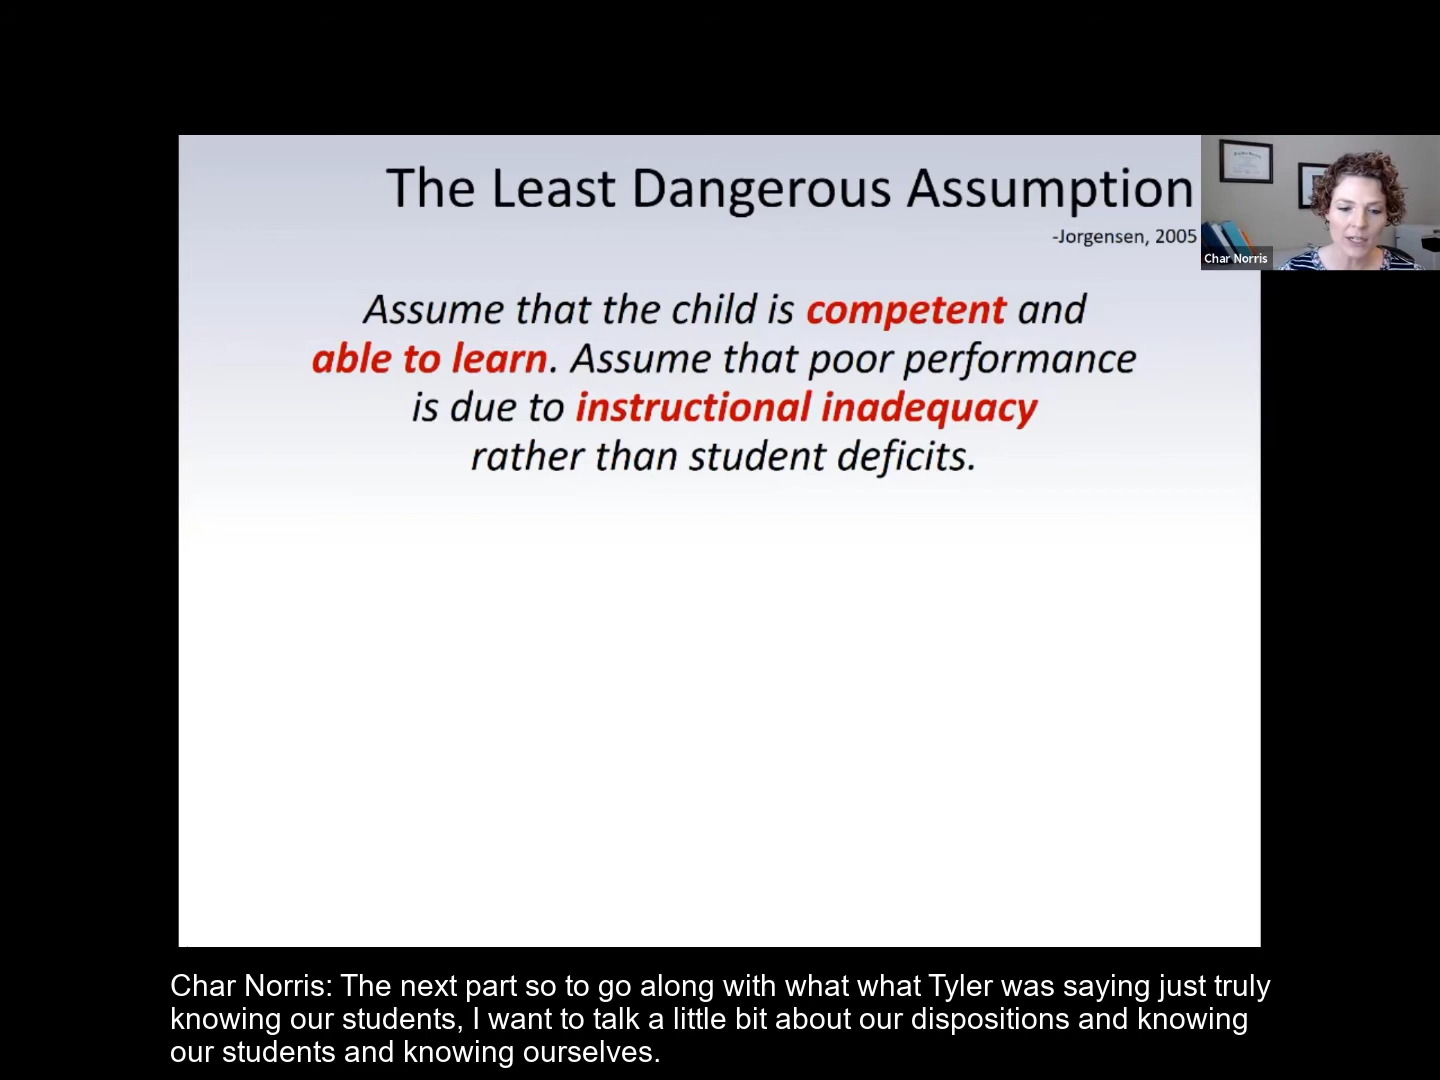 The Least Dangerous Assumption
-Jorgensen, 2005
Char Norris
Assume that the child is competent and
able to learn. Assume that poor performance
is due to instructional inadequacy
rather than student deficits.
Char Norris: The next part so to go along with what what Tyler was saying just truly
knowing our students, I want to talk a little bit about our dispositions and knowing
our students and knowing ourselves.